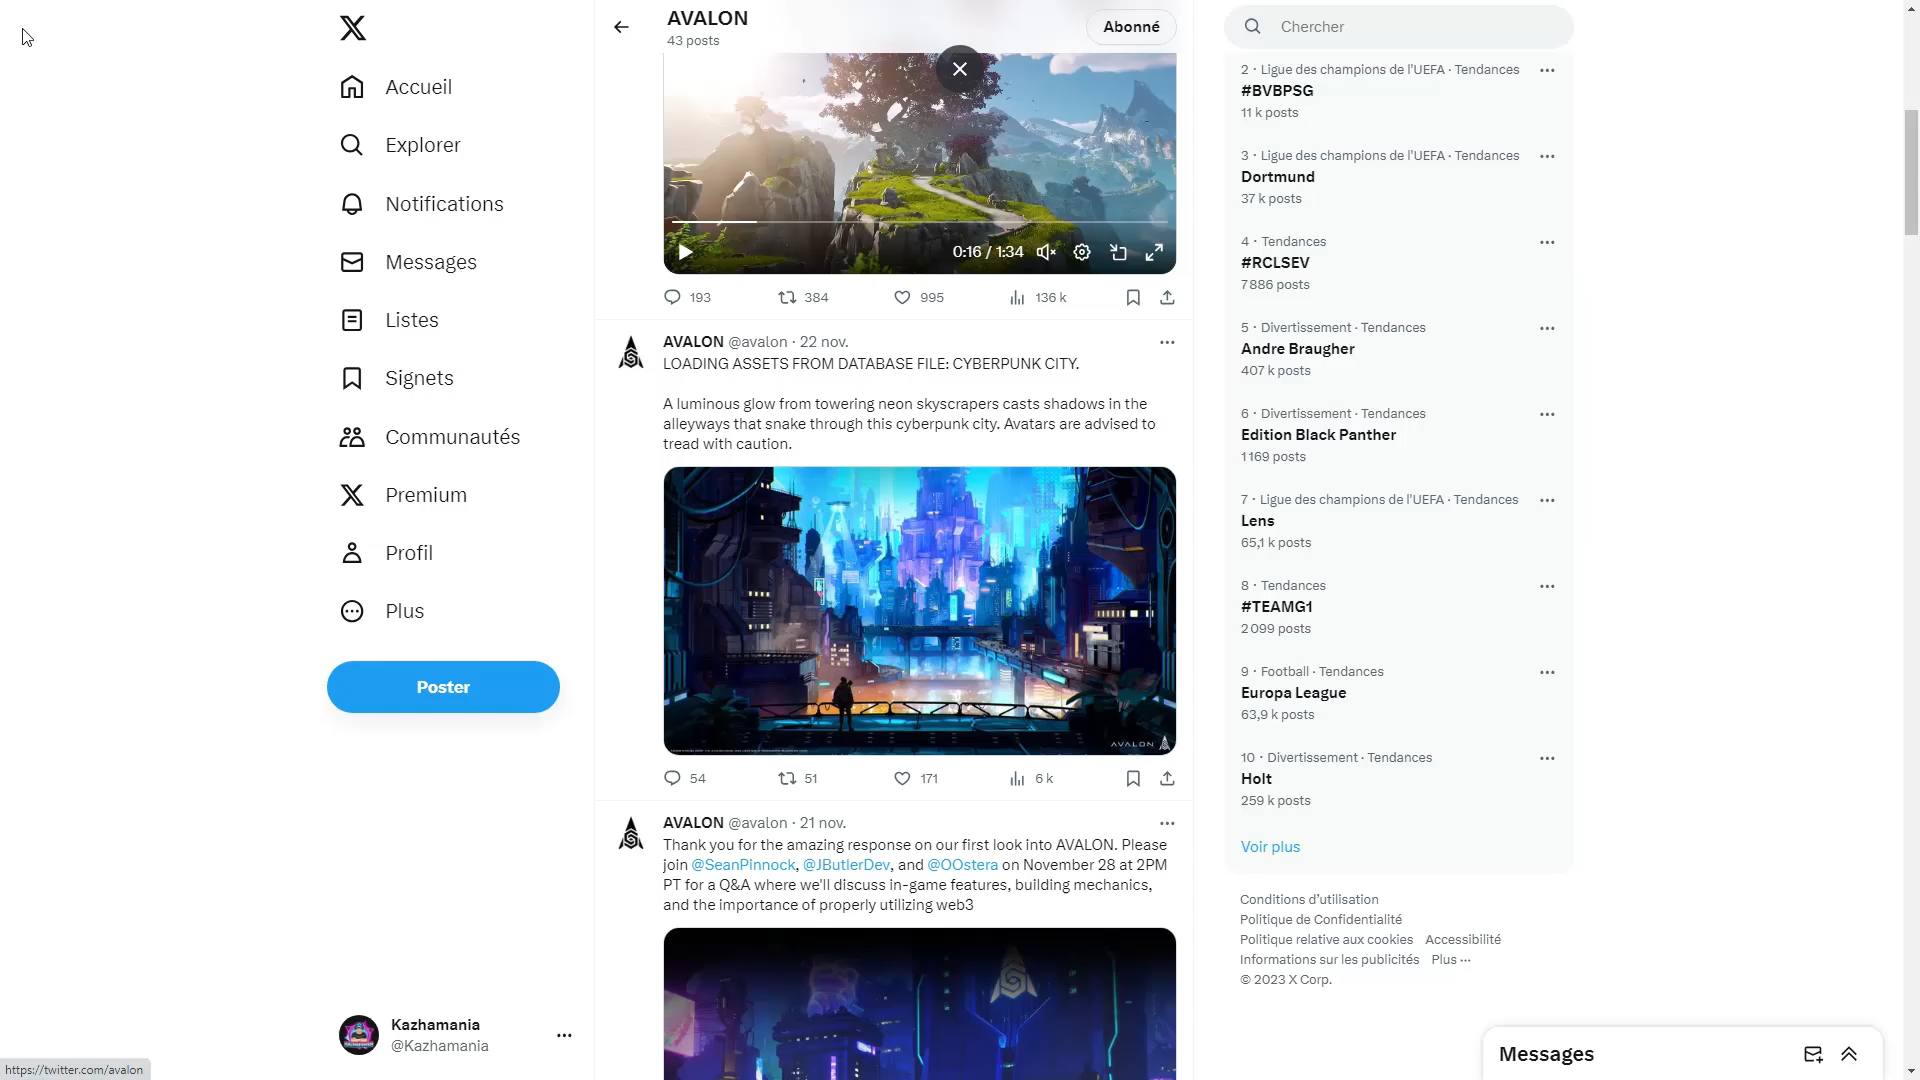 Accueil
Explorer
Notifications
Messages
Listes
Signets
Communautés
Premium
Profil
Plus
Poster
Kazhamania
@Kazhamania
https://twitter.com/avalon
AVALON
43 posts
Abonné
0:16 / 1:34
193
384
995
136 k
AVALON @avalon · 22 nov.
LOADING ASSETS FROM DATABASE FILE: CYBERPUNK CITY.
A luminous glow from towering neon skyscrapers casts shadows in the
alleyways that snake through this cyberpunk city. Avatars are advised to
tread with caution.
AVALON
54
51
171
6 k
AVALON @avalon · 21 nov.
Thank you for the amazing response on our first look into AVALON. Please
join @SeanPinnock, @JButlerDev, and @OOstera on November 28 at 2PM
PT for a Q&A where we'll discuss in-game features, building mechanics,
and the importance of properly utilizing web3
Chercher
2 · Ligue des champions de l'UEFA · Tendances
#BVBPSG
11 k posts
3 · Ligue des champions de l'UEFA · Tendances
Dortmund
37 k posts
4 · Tendances
#RCLSEV
7 886 posts
5 · Divertissement · Tendances
Andre Braugher
407 k posts
6 · Divertissement · Tendances
Edition Black Panther
1 169 posts
7 · Ligue des champions de l'UEFA · Tendances
Lens
65,1 k posts
8 · Tendances
#TEAMG1
2 099 posts
9 · Football · Tendances
Europa League
63,9 k posts
10 · Divertissement · Tendances
Holt
259 k posts
Voir plus
Conditions d’utilisation
Politique de Confidentialité
Politique relative aux cookies Accessibilité
Informations sur les publicités Plus ···
© 2023 X Corp.
Messages